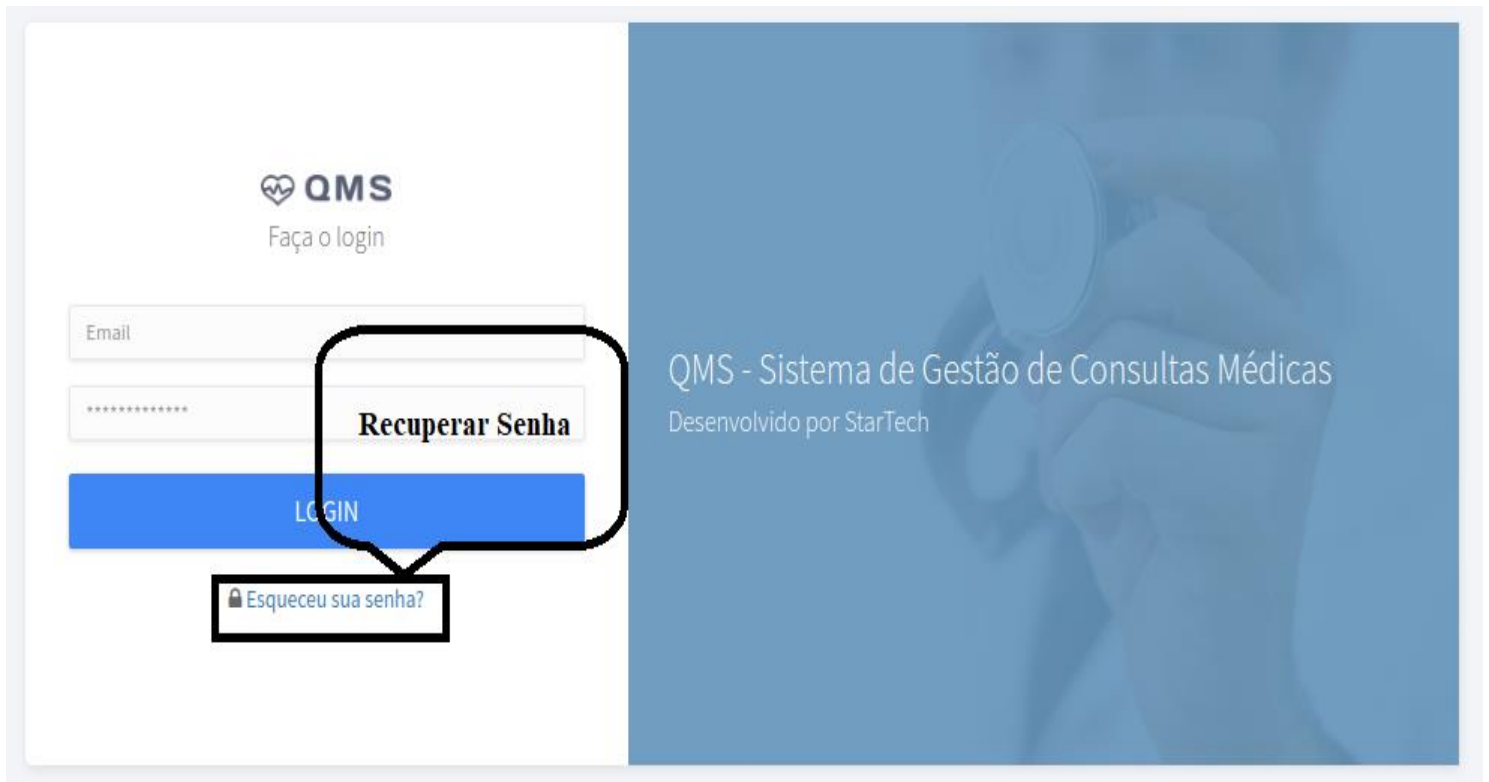 QMS
Faça o login
Email
*************
Recuperar Senha
LOGIN
Esqueceu sua senha?
QMS - Sistema de Gestão de Consultas Médicas
Desenvolvido por StarTech